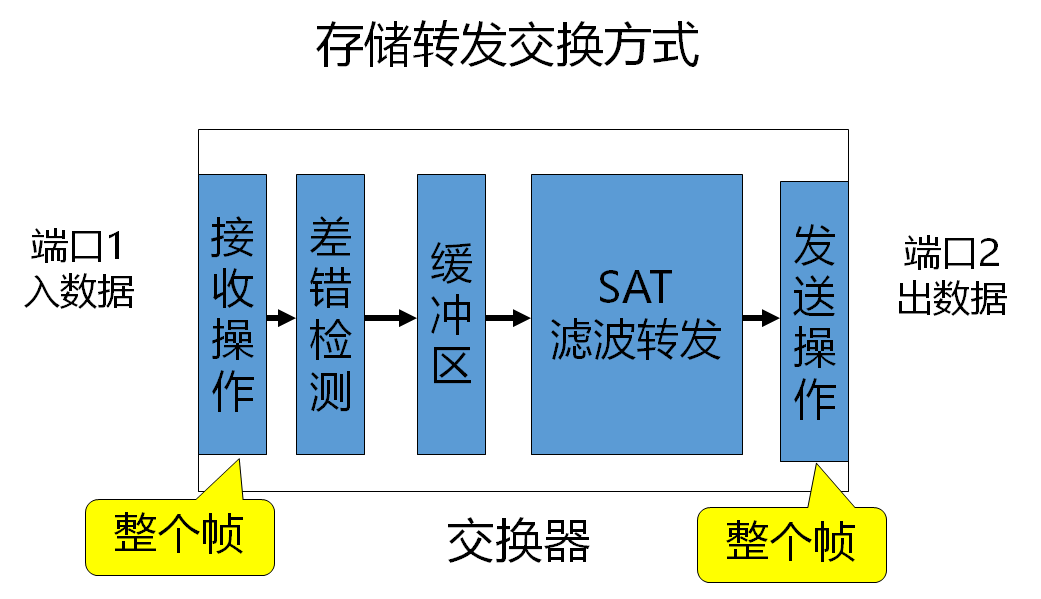 存储转发交换方式
端口1
入数据
接收操作
差错检测
缓冲区
SAT
滤波转发
发送操作
端口2
出数据
整个帧
交换器
整个帧